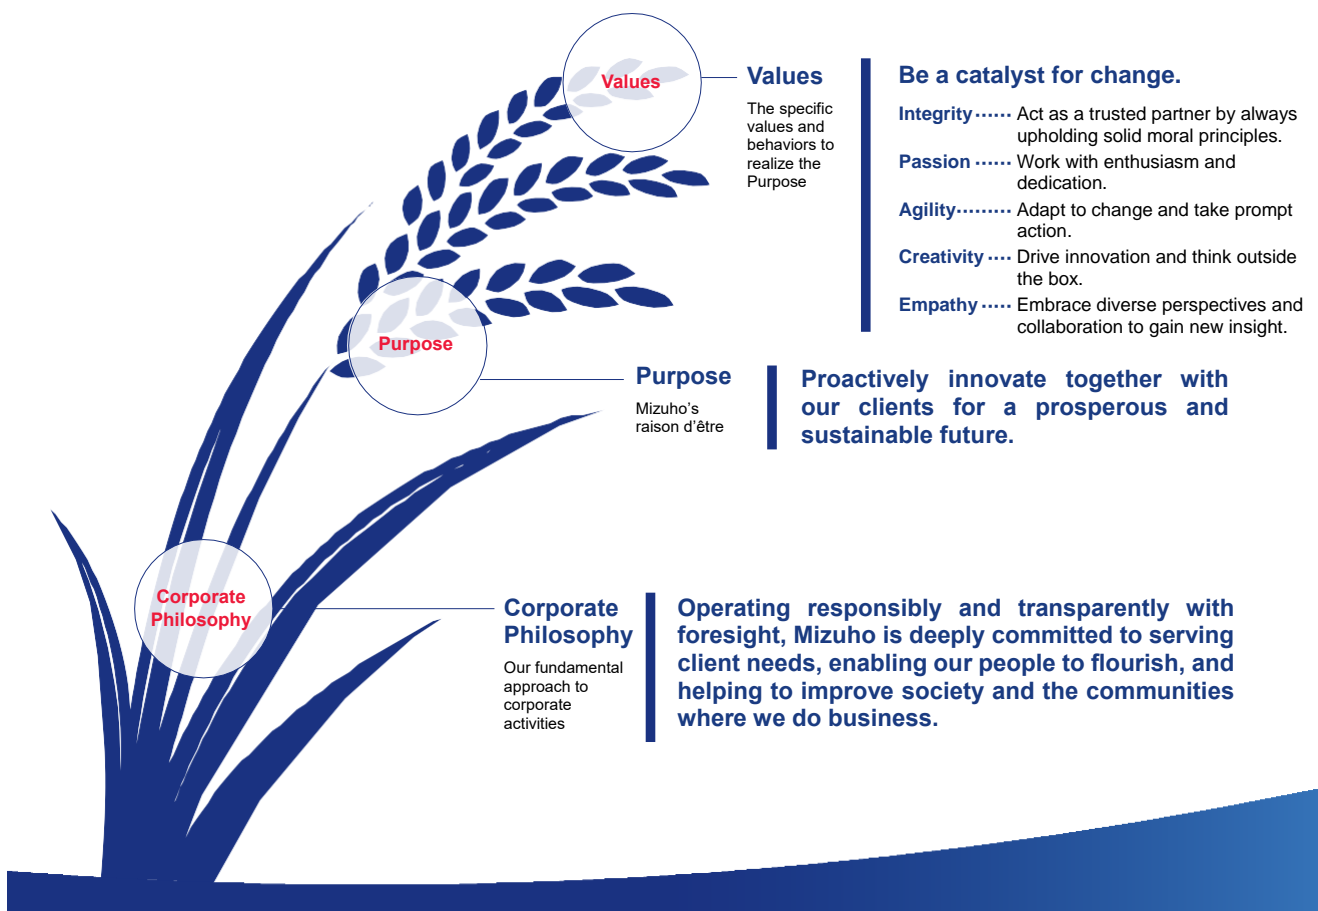 Values
Values
The specific
values and
behaviors to
realize the
Purpose
Be a catalyst for change.
Integrity ······ Act as a trusted partner by always
upholding solid moral principles.
Passion ······ Work with enthusiasm and
dedication.
Agility········· Adapt to change and take prompt
action.
Creativity ···· Drive innovation and think outside
the box.
Empathy ····· Embrace diverse perspectives and
collaboration to gain new insight.
Purpose
Purpose
Mizuho’s
raison d’être
Proactively innovate together with
our clients for a prosperous and
sustainable future.
Corporate
Philosophy
Corporate
Philosophy
Our fundamental
approach to
corporate
activities
Operating responsibly and transparently with
foresight, Mizuho is deeply committed to serving
client needs, enabling our people to flourish, and
helping to improve society and the communities
where we do business.